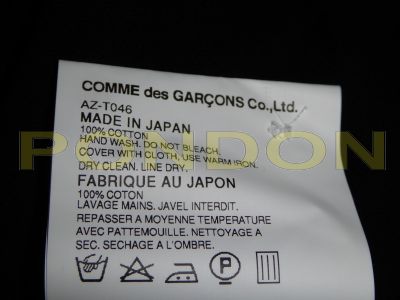 COMME des GARÇONS Co.,Ltd.
AZ-T046
MADE IN JAPAN
100% COTTON
HAND WASH. DO NOT BLEACH.
COVER WITH CLOTH, USE WARM IRON.
DRY CLEAN. LINE DRY.
FABRIQUE AU JAPON
100% COTON
LAVAGE MAINS. JAVEL INTERDIT.
REPASSER A MOYENNE TEMPERATURE
AVEC PATTEMOUILLE. NETTOYAGE A
SEC. SECHAGE A L'OMBRE.
P